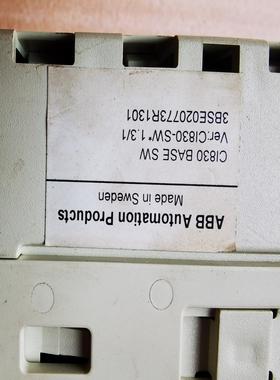 ABB Automation Products
Made in Sweden
CI830 BASE SW
Ver:CI830-SW*1.3/1
3BSE020773R1301